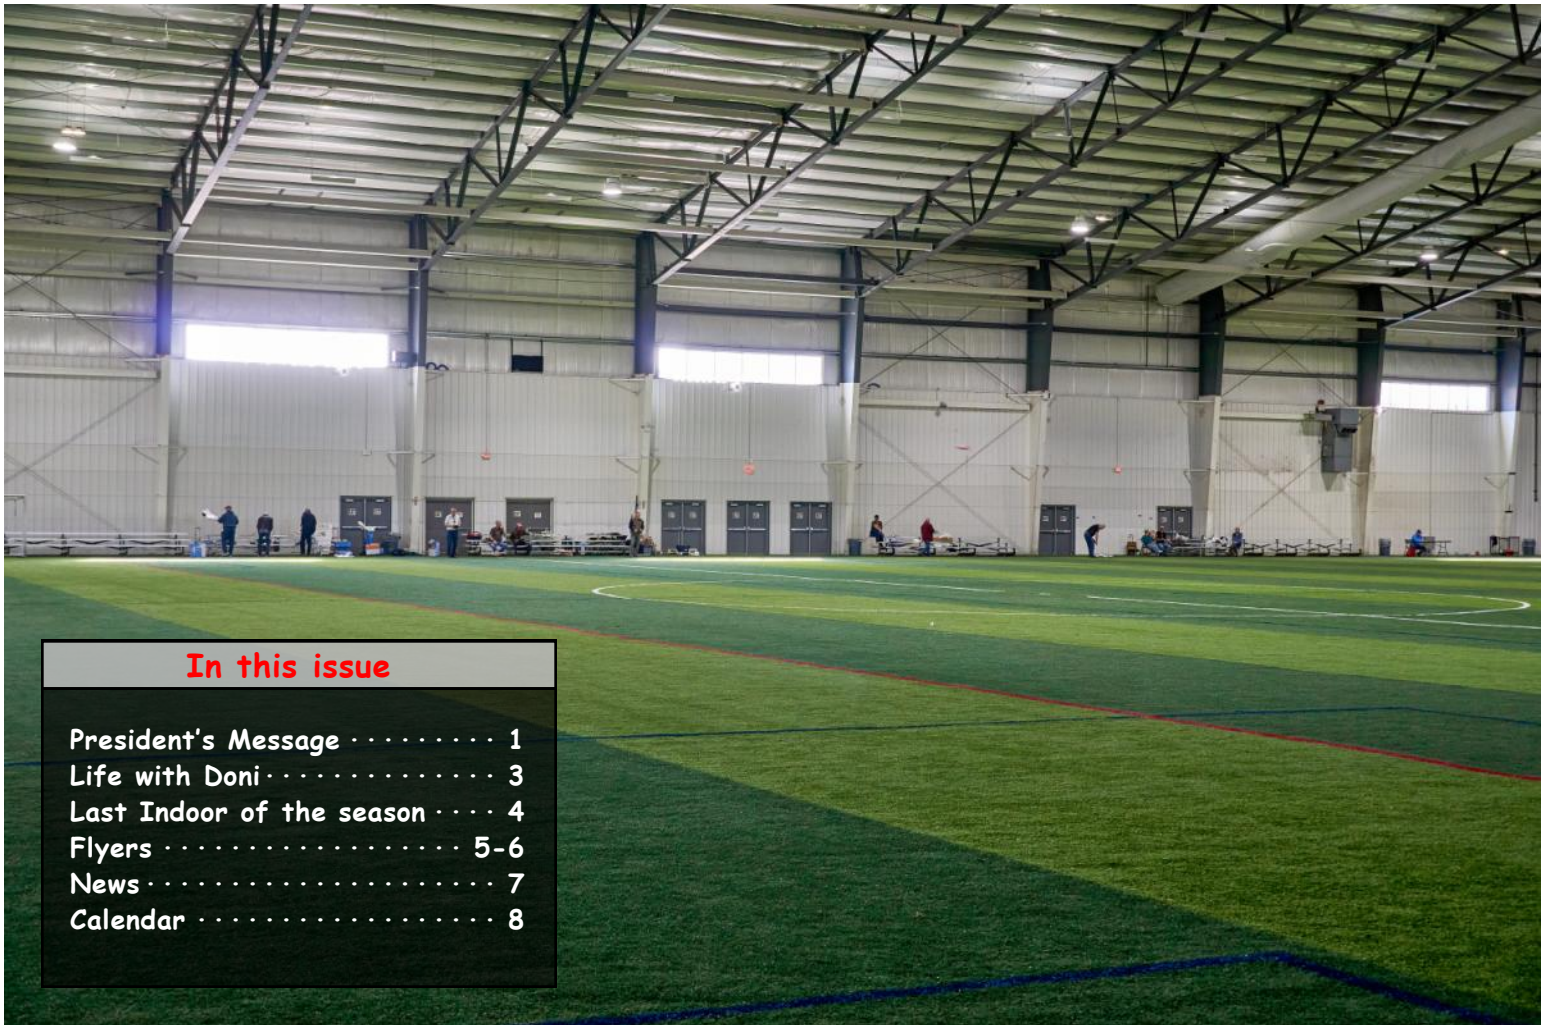 In this issue
President's Message · · · · · · · · · 1
Life with Doni · · · · · · · · · · · · · · 3
Last Indoor of the season · · · · 4
Flyers · · · · · · · · · · · · · · · · · · · 5-6
News · · · · · · · · · · · · · · · · · · · · · 7
Calendar · · · · · · · · · · · · · · · · · · 8